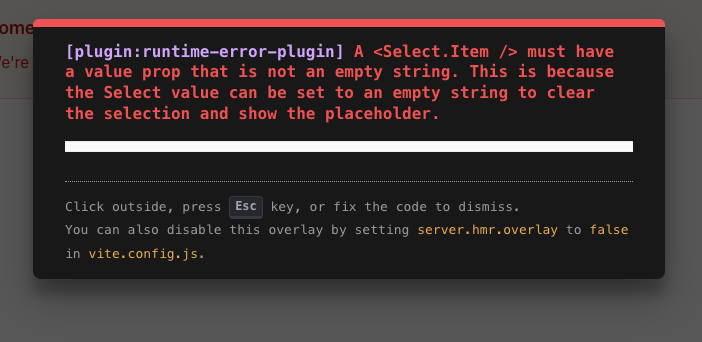 ome
[plugin:runtime-error-plugin] A <Select.Item /> must have
a value prop that is not an empty string. This is because
the Select value can be set to an empty string to clear
the selection and show the placeholder.
e're
Click outside, press Esc key, or fix the code to dismiss.
You can also disable this overlay by setting server.hmr.overlay to false
in vite.config.js.